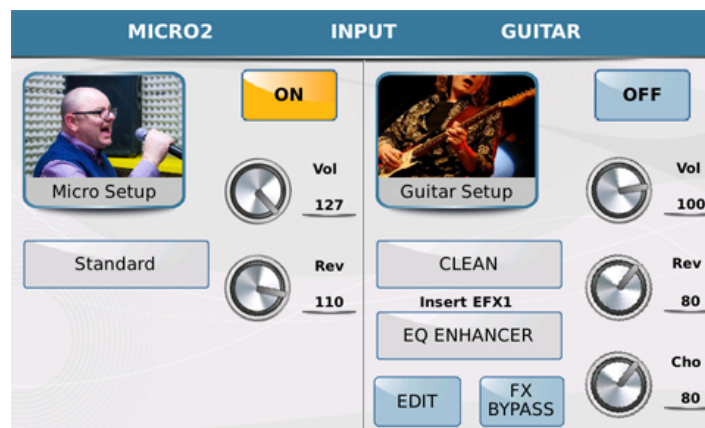 MICRO2 INPUT GUITAR
ON
OFF
Vol
127
Micro Setup
Guitar Setup
Vol
100
Standard
Rev
110
CLEAN
Rev
80
Insert EFX1
EQ ENHANCER
Cho
80
EDIT
FX
BYPASS